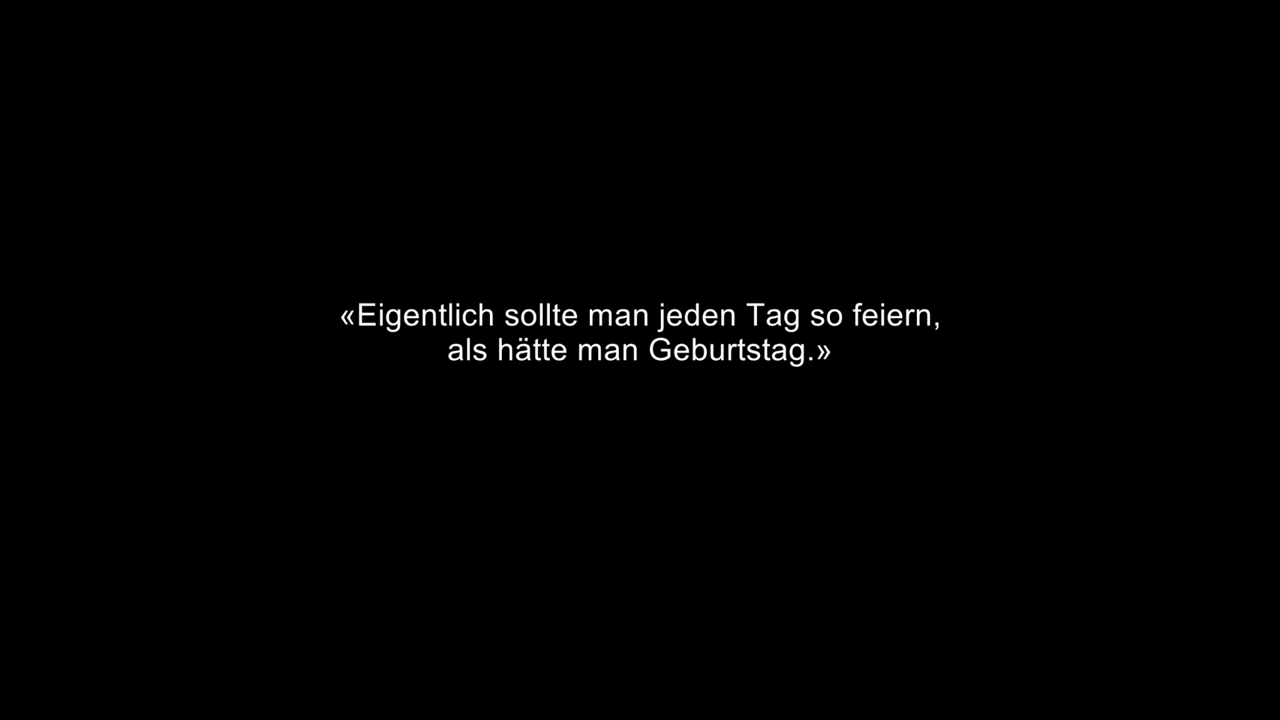 «Eigentlich sollte man jeden Tag so feiern,
als hätte man Geburtstag.»